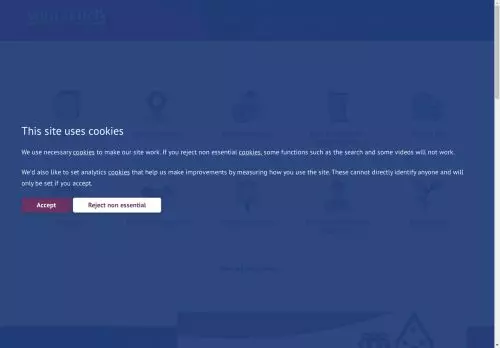 This site uses cookies
We use necessary cookies to make our site work. If you reject non essential cookies, some functions such as the search and some videos will not work.
We'd also like to set analytics cookies that help us make improvements by measuring how you use the site. These cannot directly identify anyone and will
only be set if you accept.
Accept
Reject non essential